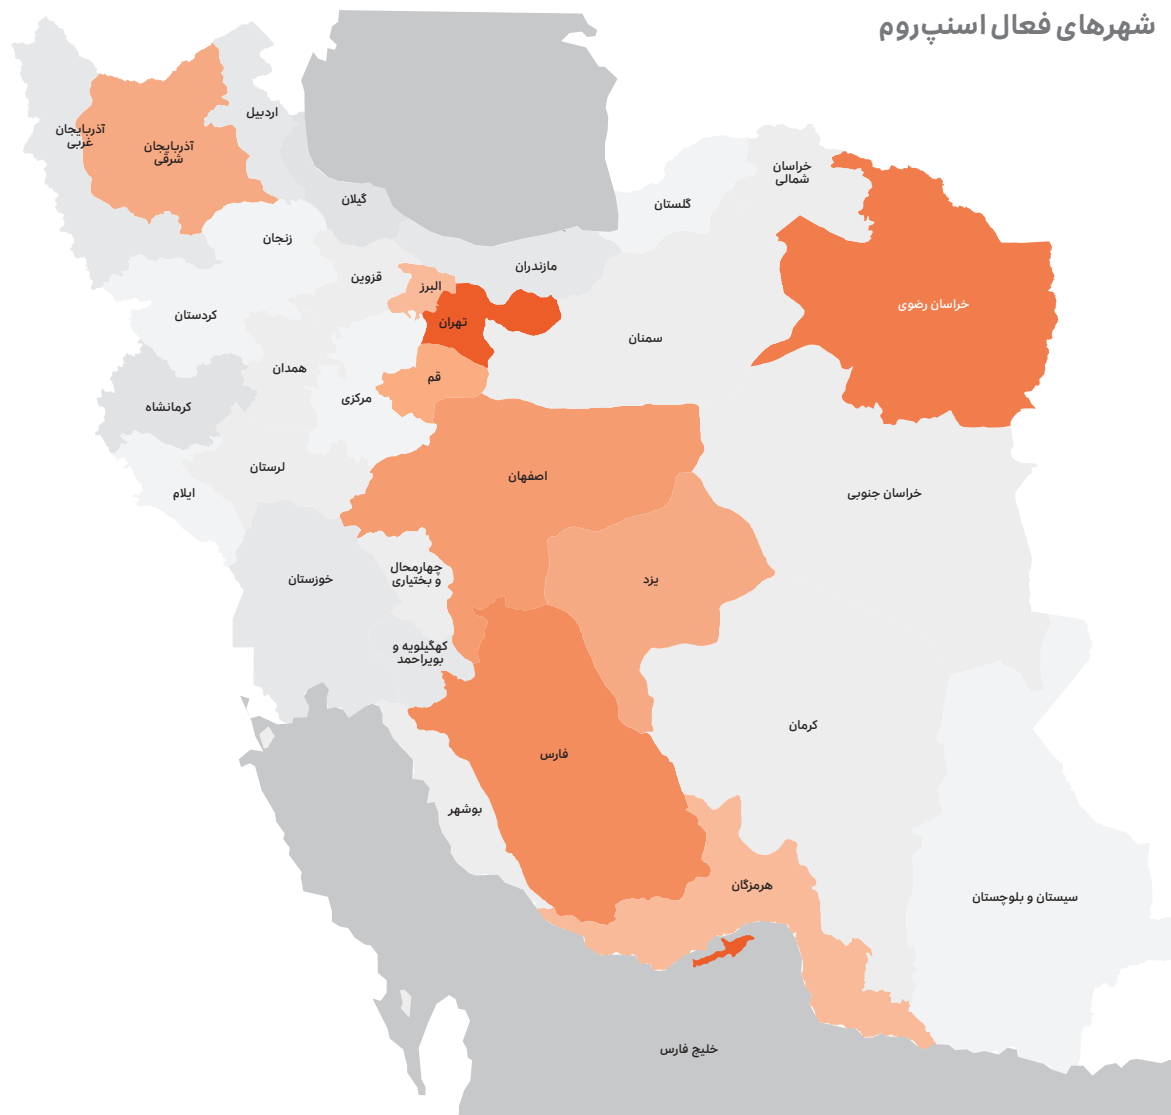 شهرهای فعال اسنپ‌روم
اردبیل
آذربایجان
غربی
آذربایجان
شرقی
گیلان
زنجان
خراسان
شمالی
گلستان
مازندران
قزوین
البرز
خراسان رضوی
کردستان
تهران
سمنان
همدان
قم
مرکزی
کرمانشاه
لرستان
اصفهان
ایلام
خراسان جنوبی
خوزستان
چهارمحال
و بختیاری
یزد
کهگیلویه و
بویراحمد
کرمان
فارس
بوشهر
هرمزگان
سیستان و بلوچستان
خلیج فارس